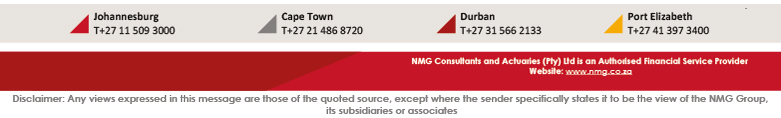 Johannesburg
T+27 11 509 3000
Cape Town
T+27 21 486 8720
Durban
T+27 31 566 2133
Port Elizabeth
T+27 41 397 3400
NMG Consultants and Actuaries (Pty) Ltd is an Authorised Financial Service Provider
Website: www.nmg.co.za
Disclaimer: Any views expressed in this message are those of the quoted source, except where the sender specifically states it to be the view of the NMG Group,
its subsidiaries or associates